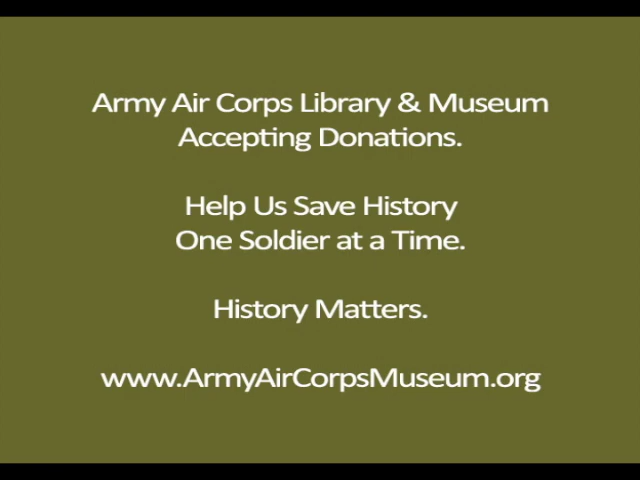 Army Air Corps Library & Museum
Accepting Donations.
Help Us Save History
One Soldier at a Time.
History Matters.
www.ArmyAirCorpsMuseum.org